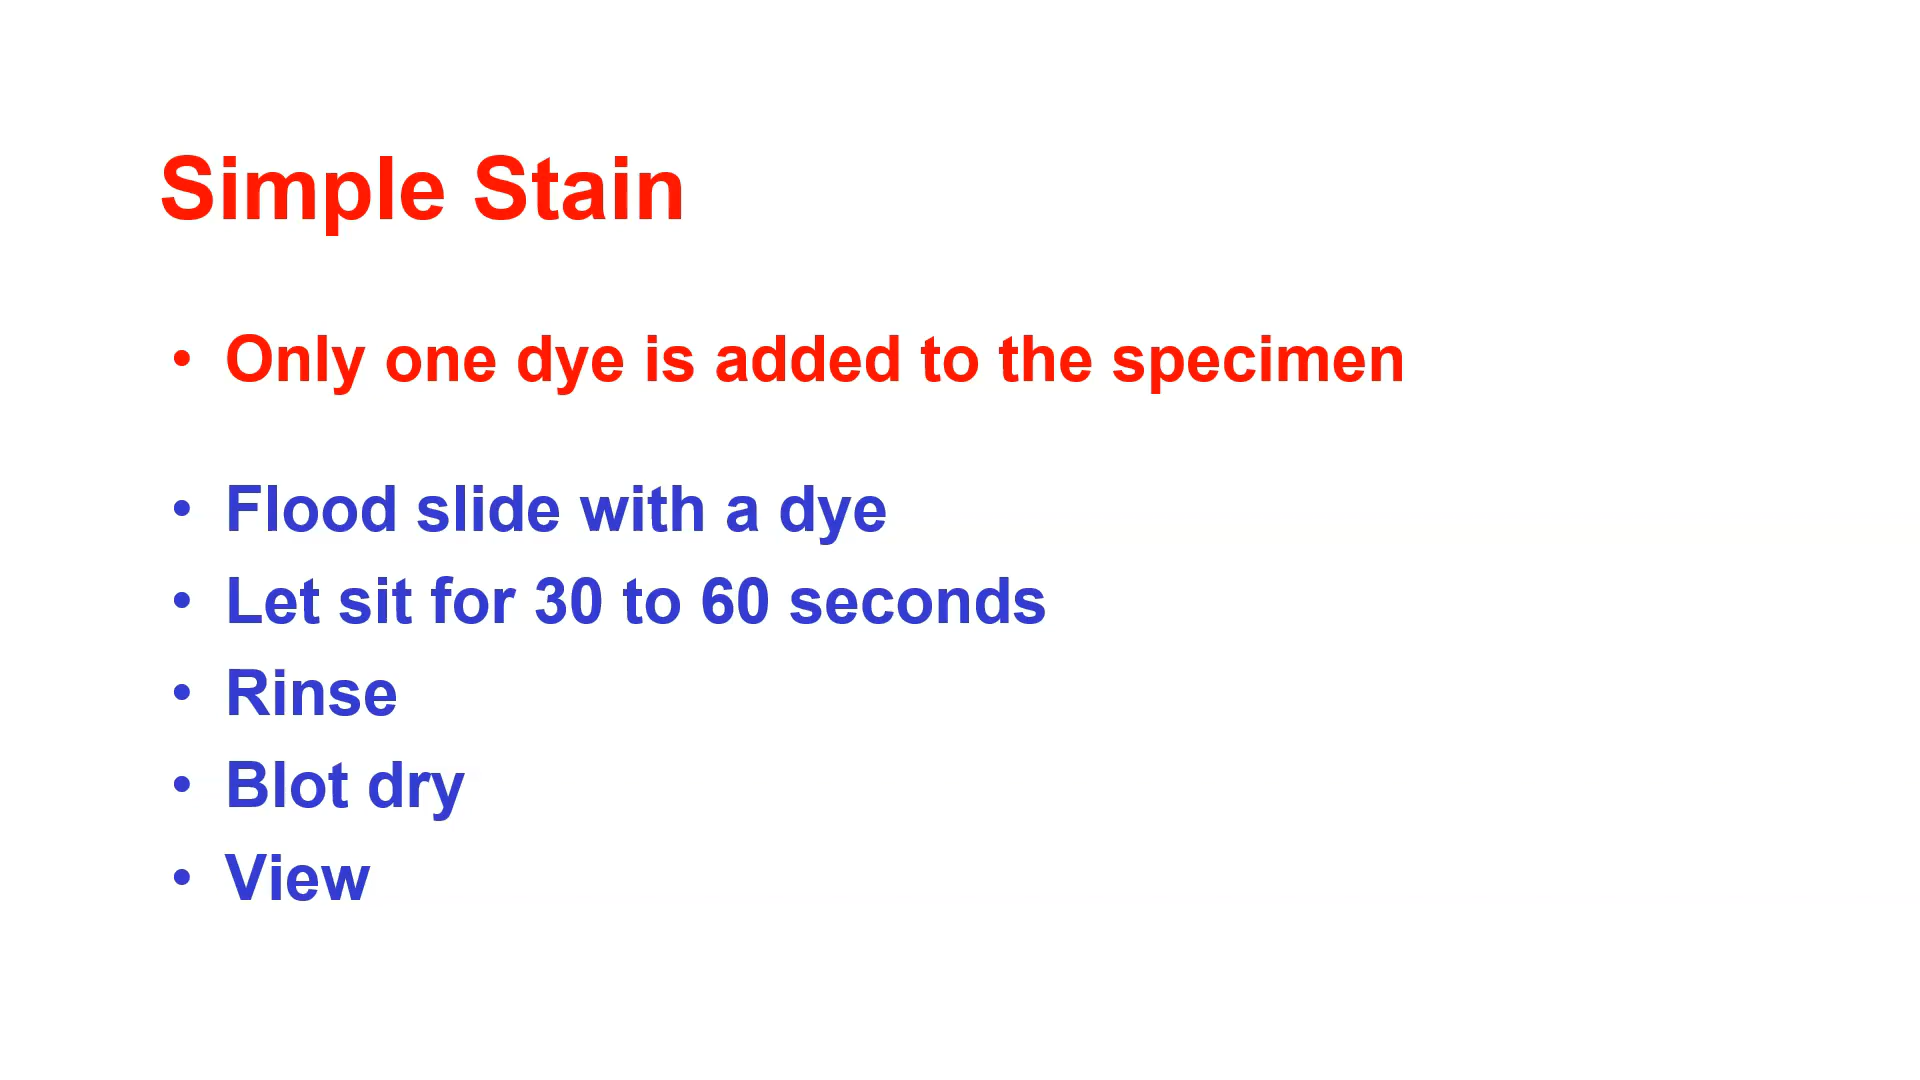 Simple Stain
• Only one dye is added to the specimen
• Flood slide with a dye
• Let sit for 30 to 60 seconds
• Rinse
• Blot dry
• View